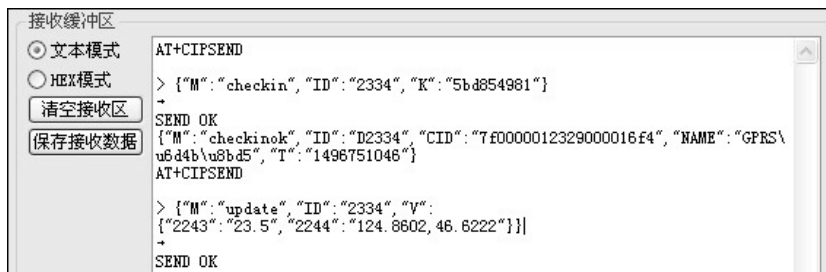 接收缓冲区
文本模式
HEX模式
清空接收区
保存接收数据
AT+CIPSEND
> {"M":"checkin","ID":"2334","K":"5bd854981"}
→
SEND OK
{"M":"checkinok","ID":"D2334","CID":"7f0000012329000016f4","NAME":"GPRS\
u6d4b\u8bd5","T":"1496751046"}
AT+CIPSEND
> {"M":"update","ID":"2334","V":
{"2243":"23.5","2244":"124.8602,46.6222"}}
→
SEND OK